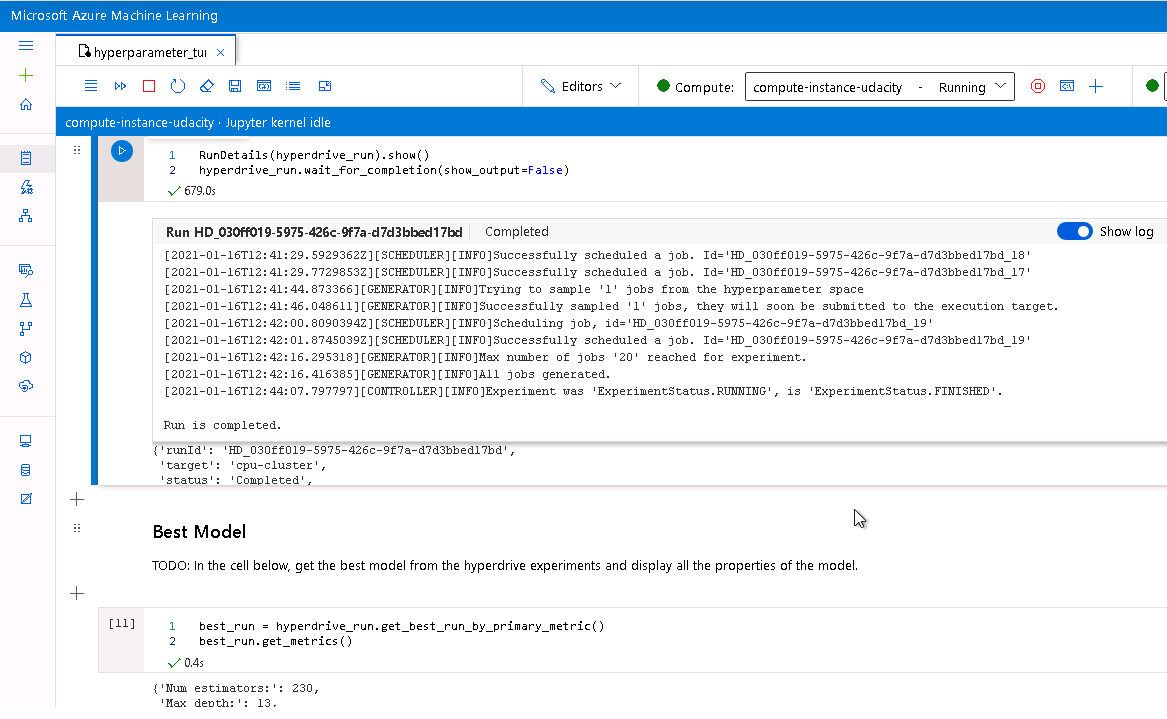 Microsoft Azure Machine Learning
hyperparameter_tur
Editors
Compute:
compute-instance-udacity - Running
compute-instance-udacity · Jupyter kernel idle
1 RunDetails(hyperdrive_run).show()
2 hyperdrive_run.wait_for_completion(show_output=False)
679.0s
Run HD_030ff019-5975-426c-9f7a-d7d3bbed17bd Completed Show log
[2021-01-16T12:41:29.592936Z][SCHEDULER][INFO]Successfully scheduled a job. Id='HD_030ff019-5975-426c-9f7a-d7d3bbed17bd_18'
[2021-01-16T12:41:29.7729853Z][SCHEDULER][INFO]Successfully scheduled a job. Id='HD_030ff019-5975-426c-9f7a-d7d3bbed17bd_17'
[2021-01-16T12:41:44.873366][GENERATOR][INFO]Trying to sample '1' jobs from the hyperparameter space
[2021-01-16T12:41:46.048611][GENERATOR][INFO]Successfully sampled '1' jobs, they will soon be submitted to the execution target.
[2021-01-16T12:42:00.8090394Z][SCHEDULER][INFO]Scheduling job, id='HD_030ff019-5975-426c-9f7a-d7d3bbed17bd_19'
[2021-01-16T12:42:01.8745039Z][SCHEDULER][INFO]Successfully scheduled a job. Id='HD_030ff019-5975-426c-9f7a-d7d3bbed17bd_19'
[2021-01-16T12:42:16.295318][GENERATOR][INFO]Max number of jobs '20' reached for experiment.
[2021-01-16T12:42:16.416385][GENERATOR][INFO]All jobs generated.
[2021-01-16T12:44:07.797797][CONTROLLER][INFO]Experiment was 'ExperimentStatus.RUNNING', is 'ExperimentStatus.FINISHED'.
Run is completed.
{'runId': 'HD_030ff019-5975-426c-9f7a-d7d3bbed17bd',
'target': 'cpu-cluster',
'status': 'Completed',
Best Model
TODO: In the cell below, get the best model from the hyperdrive experiments and display all the properties of the model.
[11]
1 best_run = hyperdrive_run.get_best_run_by_primary_metric()
2 best_run.get_metrics()
0.4s
{'Num estimators:': 230,
'Max depth:': 13,